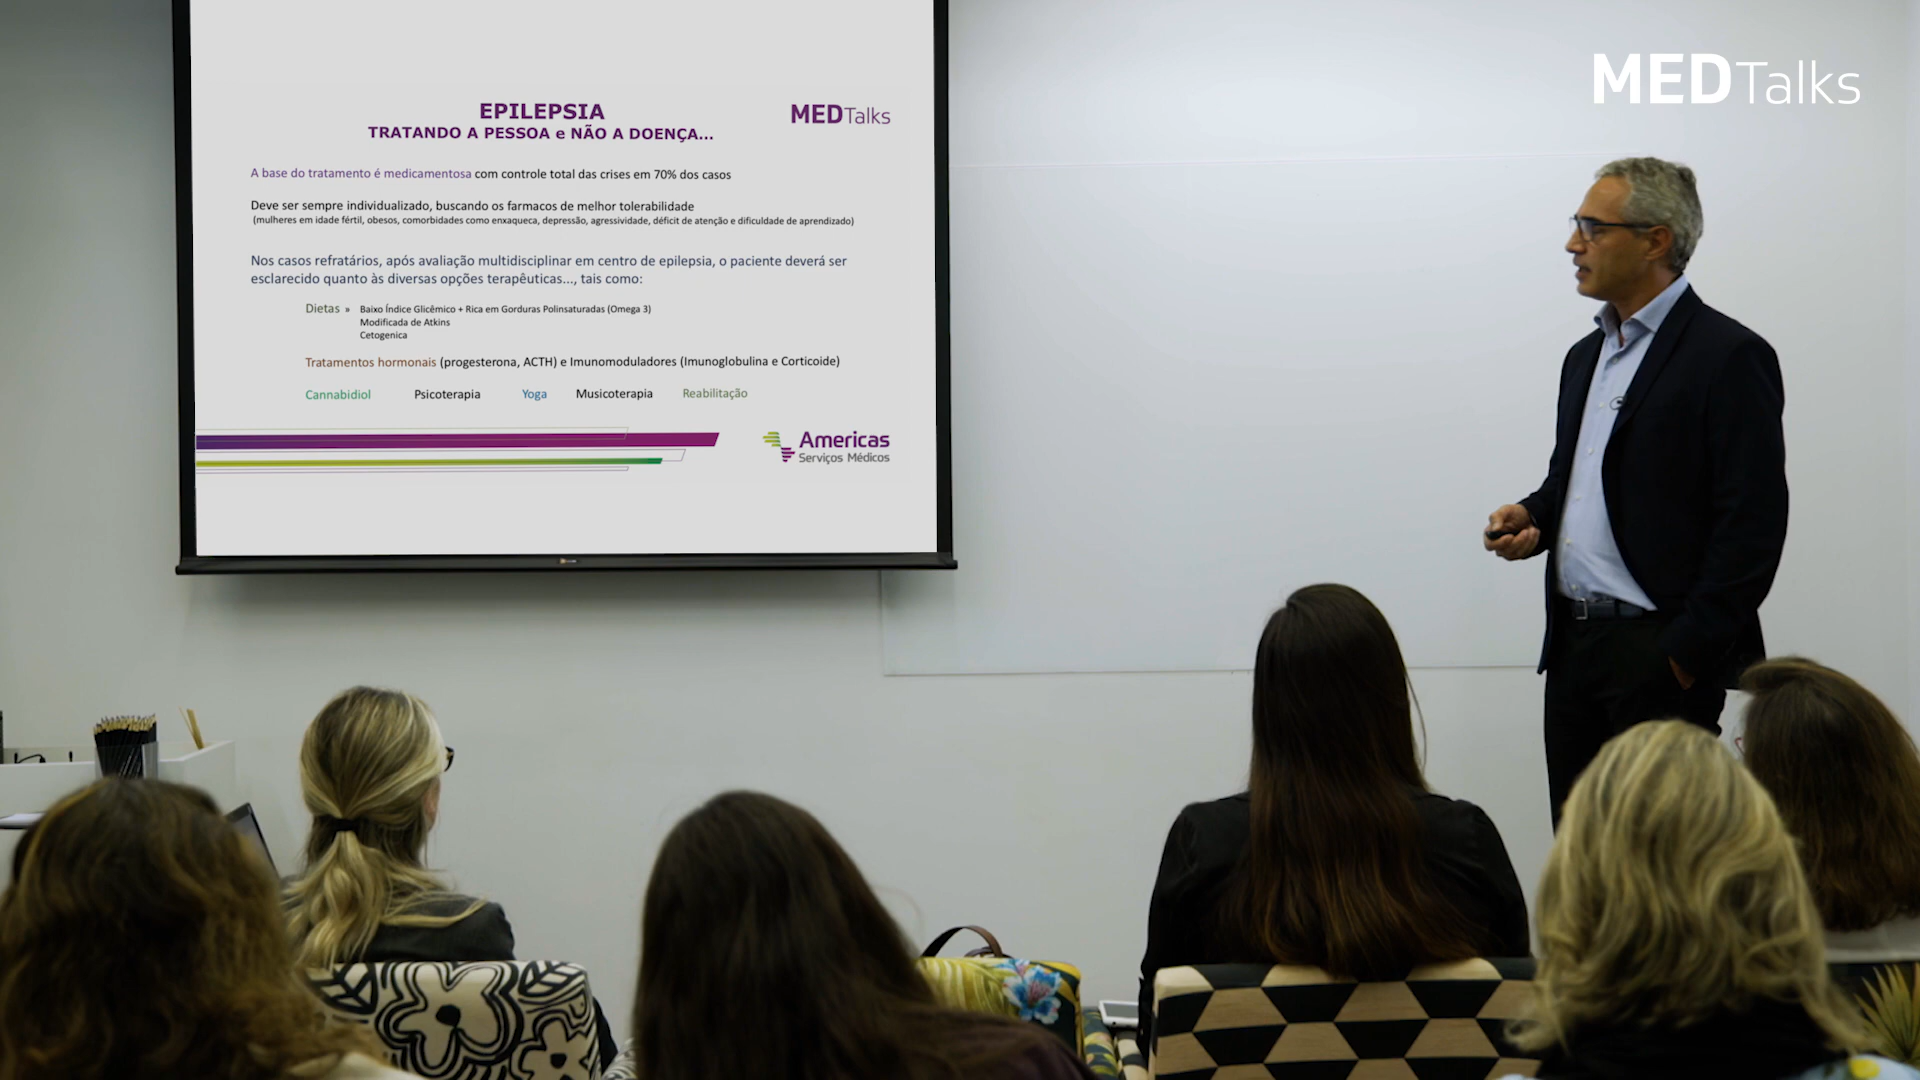 MEDTalks
EPILEPSIA
TRATANDO A PESSOA e NÃO A DOENÇA...
MEDTalks
A base do tratamento é medicamentosa com controle total das crises em 70% dos casos
Deve ser sempre individualizado, buscando os farmacos de melhor tolerabilidade
(mulheres em idade fértil, obesos, comorbidades como enxaqueca, depressão, agressividade, déficit de atenção e dificuldade de aprendizado)
Nos casos refratários, após avaliação multidisciplinar em centro de epilepsia, o paciente deverá ser
esclarecido quanto às diversas opções terapêuticas..., tais como:
Dietas » Baixo Índice Glicêmico + Rica em Gorduras Polinsaturadas (Omega 3)
Modificada de Atkins
Cetogenica
Tratamentos hormonais (progesterona, ACTH) e Imunomoduladores (Imunoglobulina e Corticoide)
Cannabidiol Psicoterapia Yoga Musicoterapia Reabilitação
Americas
Serviços Médicos